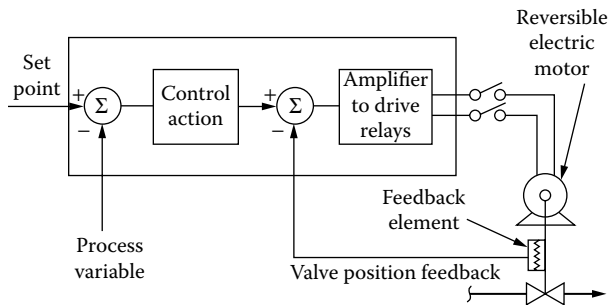 Reversible
electric
motor
Set
point
+
Σ
−
Control
action
+
Σ
−
Amplifier
to drive
relays
Feedback
element
Process
variable
Valve position feedback